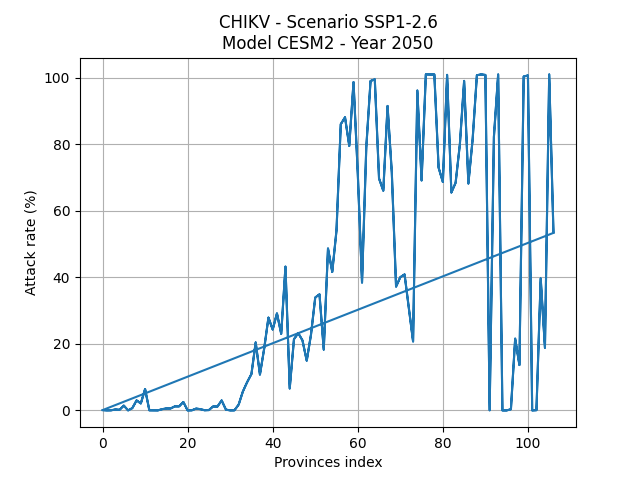 CHIKV - Scenario SSP1-2.6
Model CESM2 - Year 2050
100
80
60
40
20
0
Attack rate (%)
0 20 40 60 80 100
Provinces index